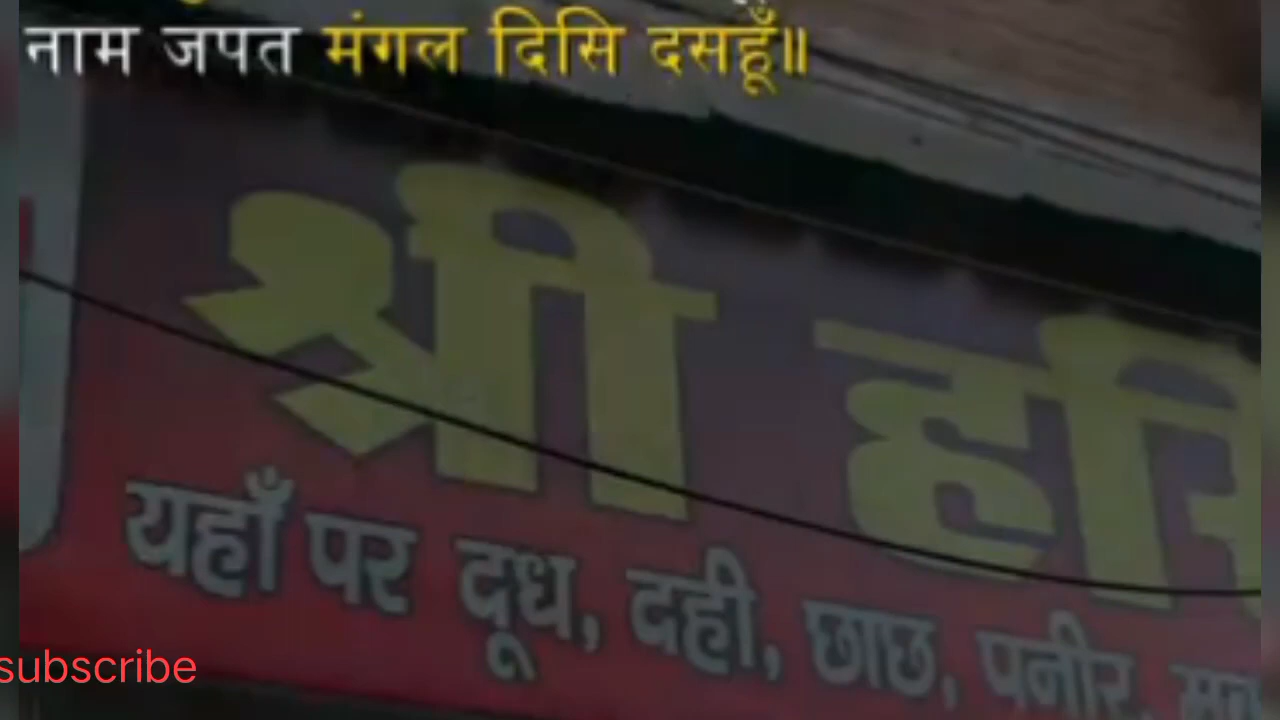 नाम जपत मंगल दिसि दसहूँ॥
श्री
यहाँ पर दूध, दही, छाछ, पनीर,
subscribe